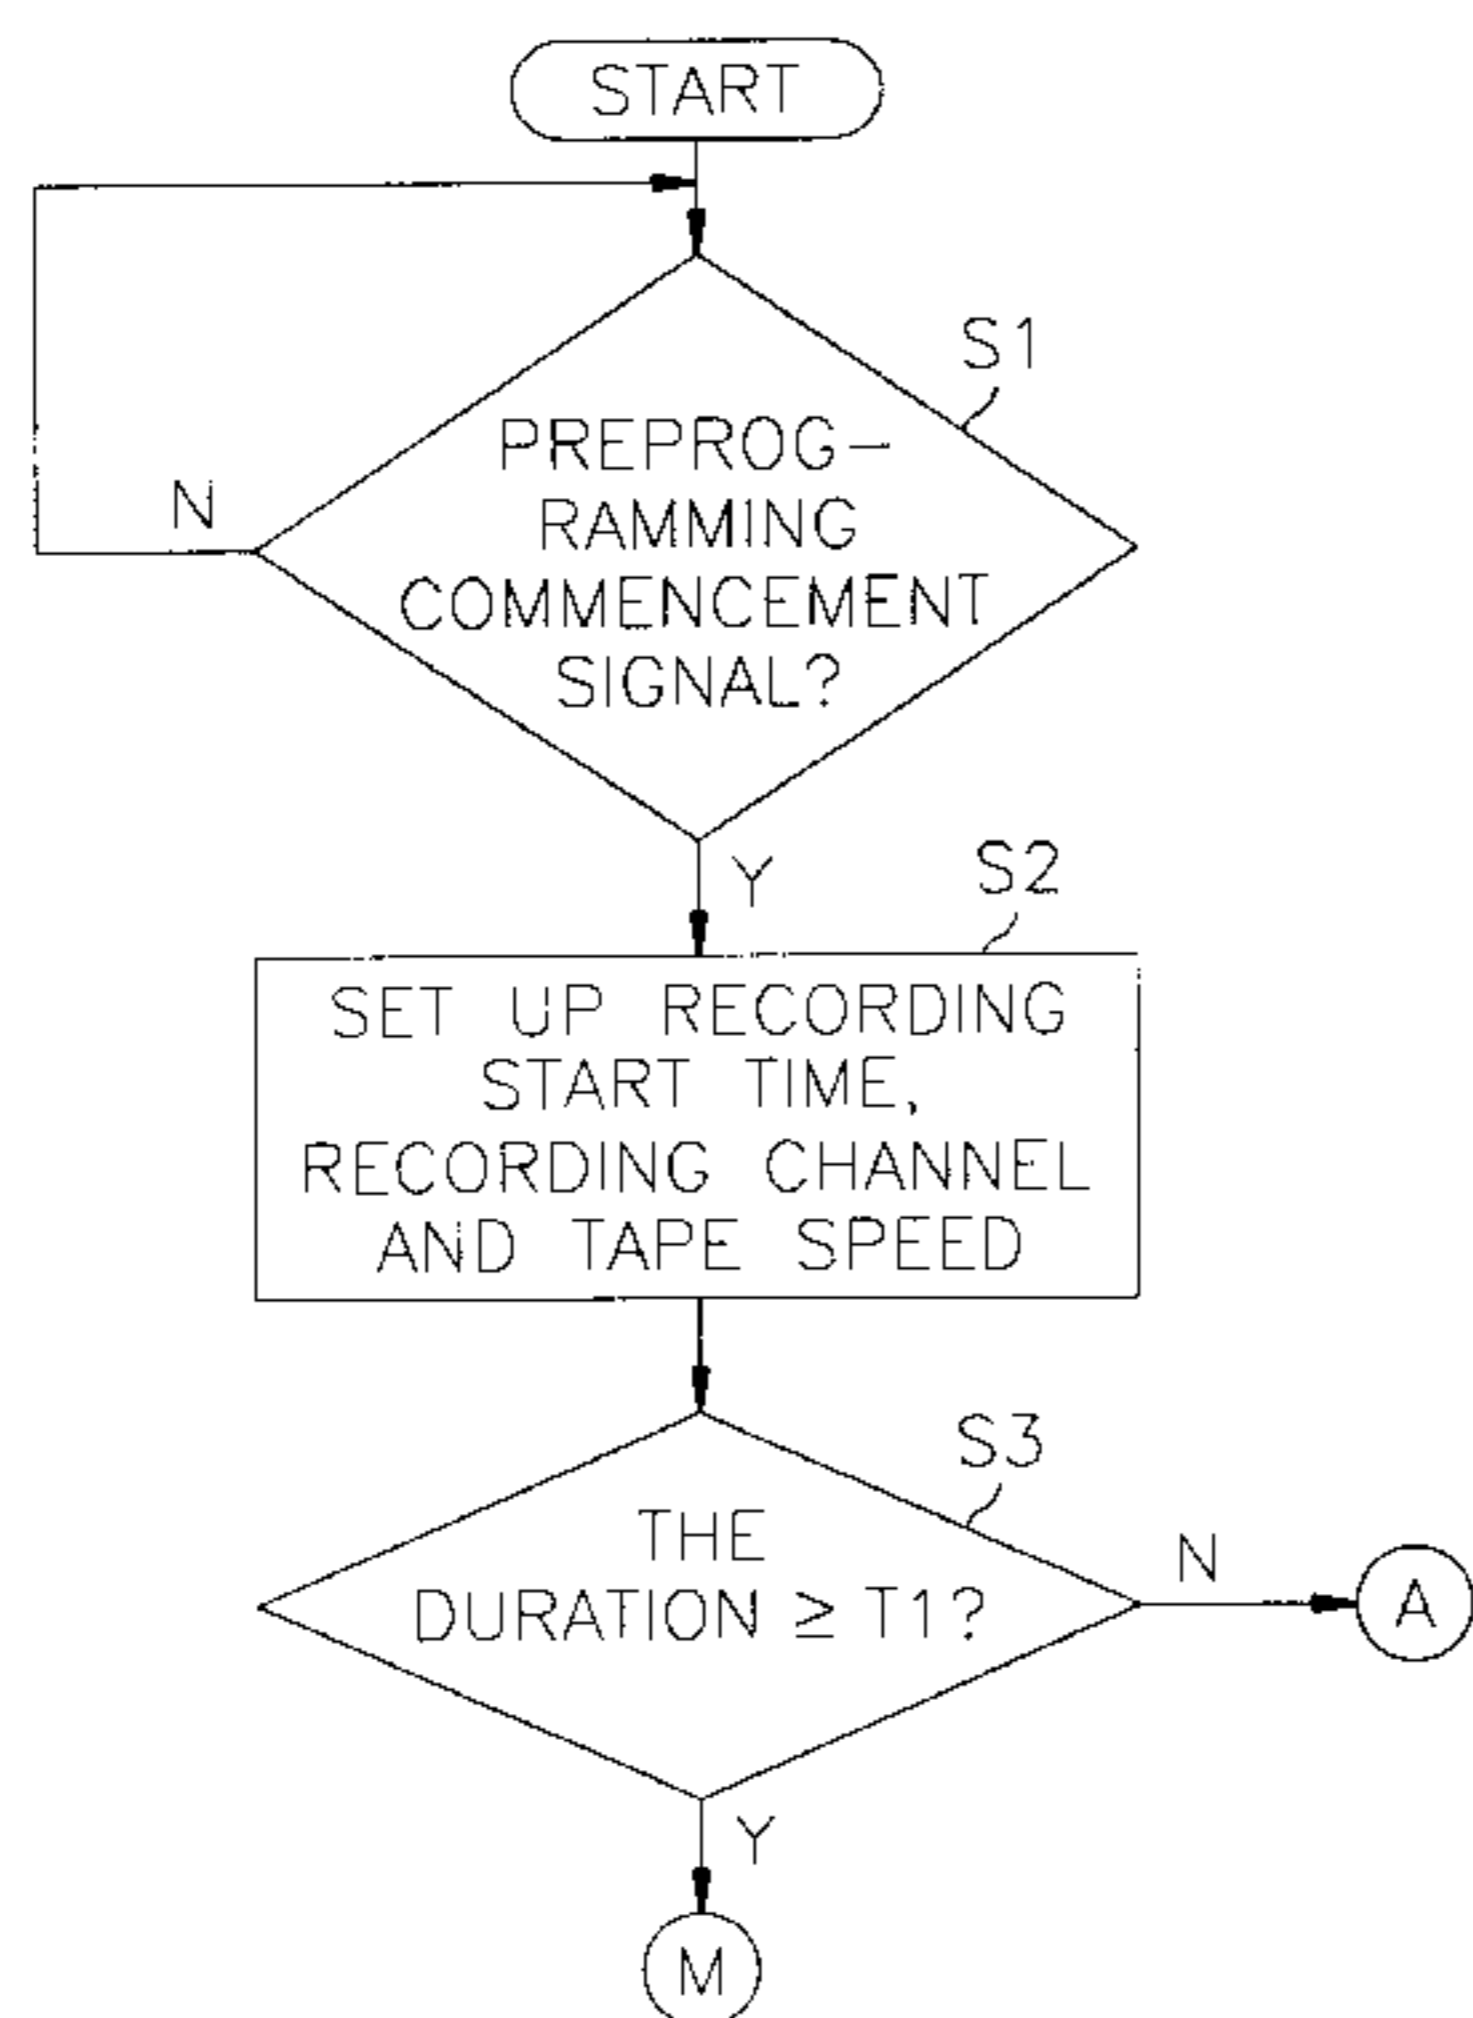 START
S1
PREPROG-
RAMMING
COMMENCEMENT
SIGNAL?
N
Y
S2
SET UP RECORDING
START TIME,
RECORDING CHANNEL
AND TAPE SPEED
S3
THE
DURATION ≥ T1?
N
A
Y
M